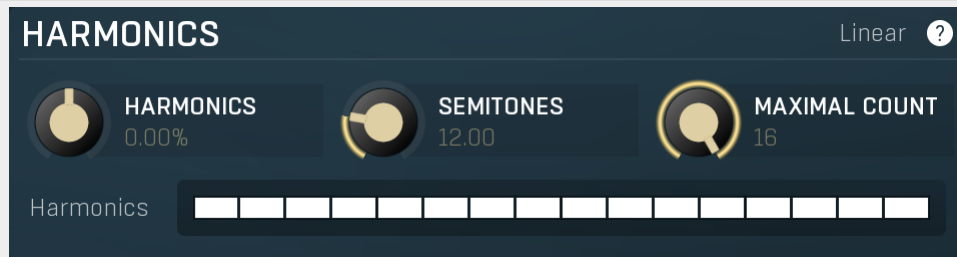 HARMONICS
Linear ?
HARMONICS
0.00%
SEMITONES
12.00
MAXIMAL COUNT
16
Harmonics